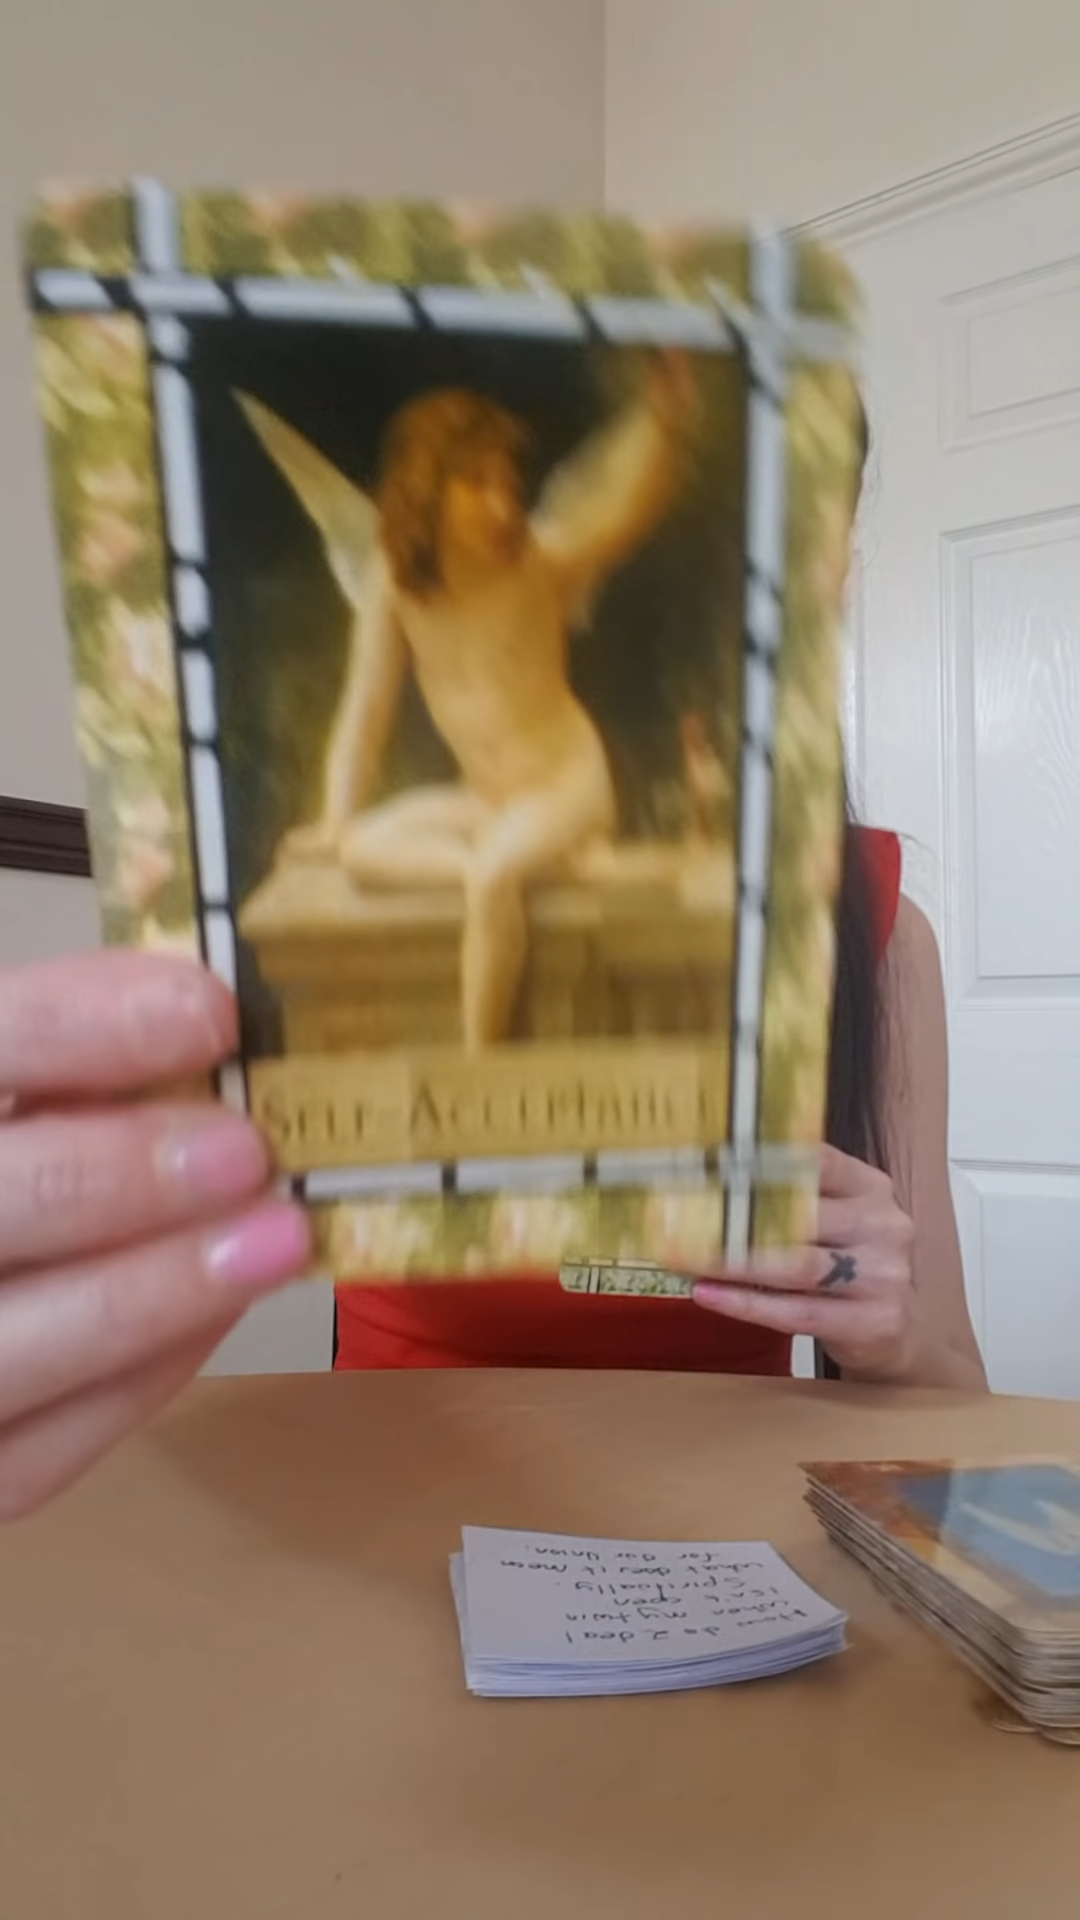 Self-Acceptance
How do I deal
when my twin
isn't open
spiritually.
what does it mean
for our union.